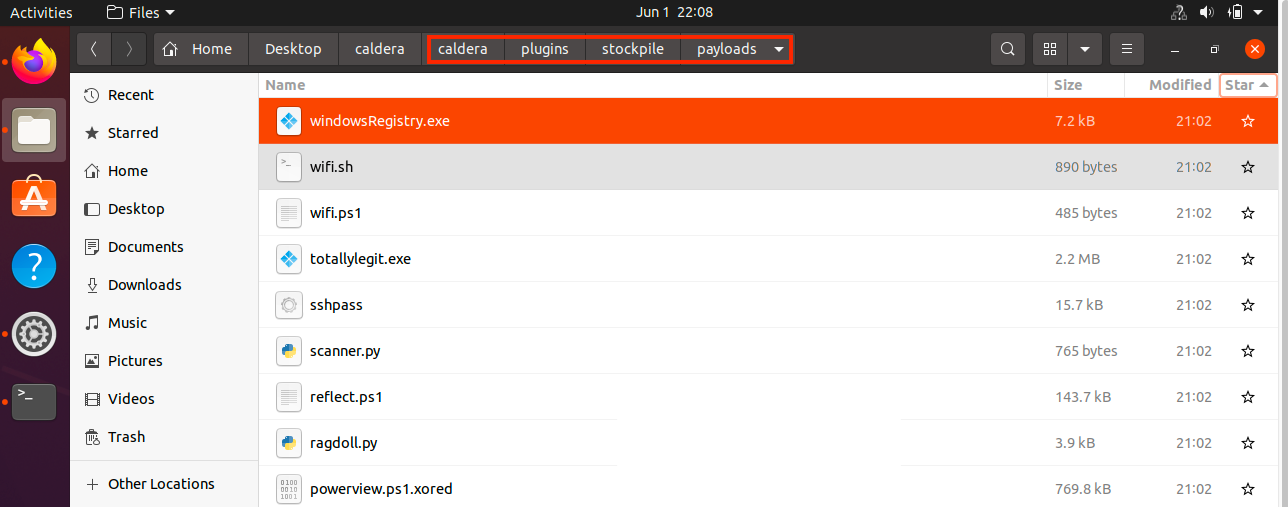 Activities Files Jun 1 22:08
Home Desktop caldera caldera plugins stockpile payloads
Name Size Modified Star
Recent
Starred
Home
Desktop
Documents
Downloads
Music
Pictures
Videos
Trash
Other Locations
windowsRegistry.exe 7.2 kB 21:02
wifi.sh 890 bytes 21:02
wifi.ps1 485 bytes 21:02
totallylegit.exe 2.2 MB 21:02
sshpass 15.7 kB 21:02
scanner.py 765 bytes 21:02
reflect.ps1 143.7 kB 21:02
ragdoll.py 3.9 kB 21:02
powerview.ps1.xored 769.8 kB 21:02